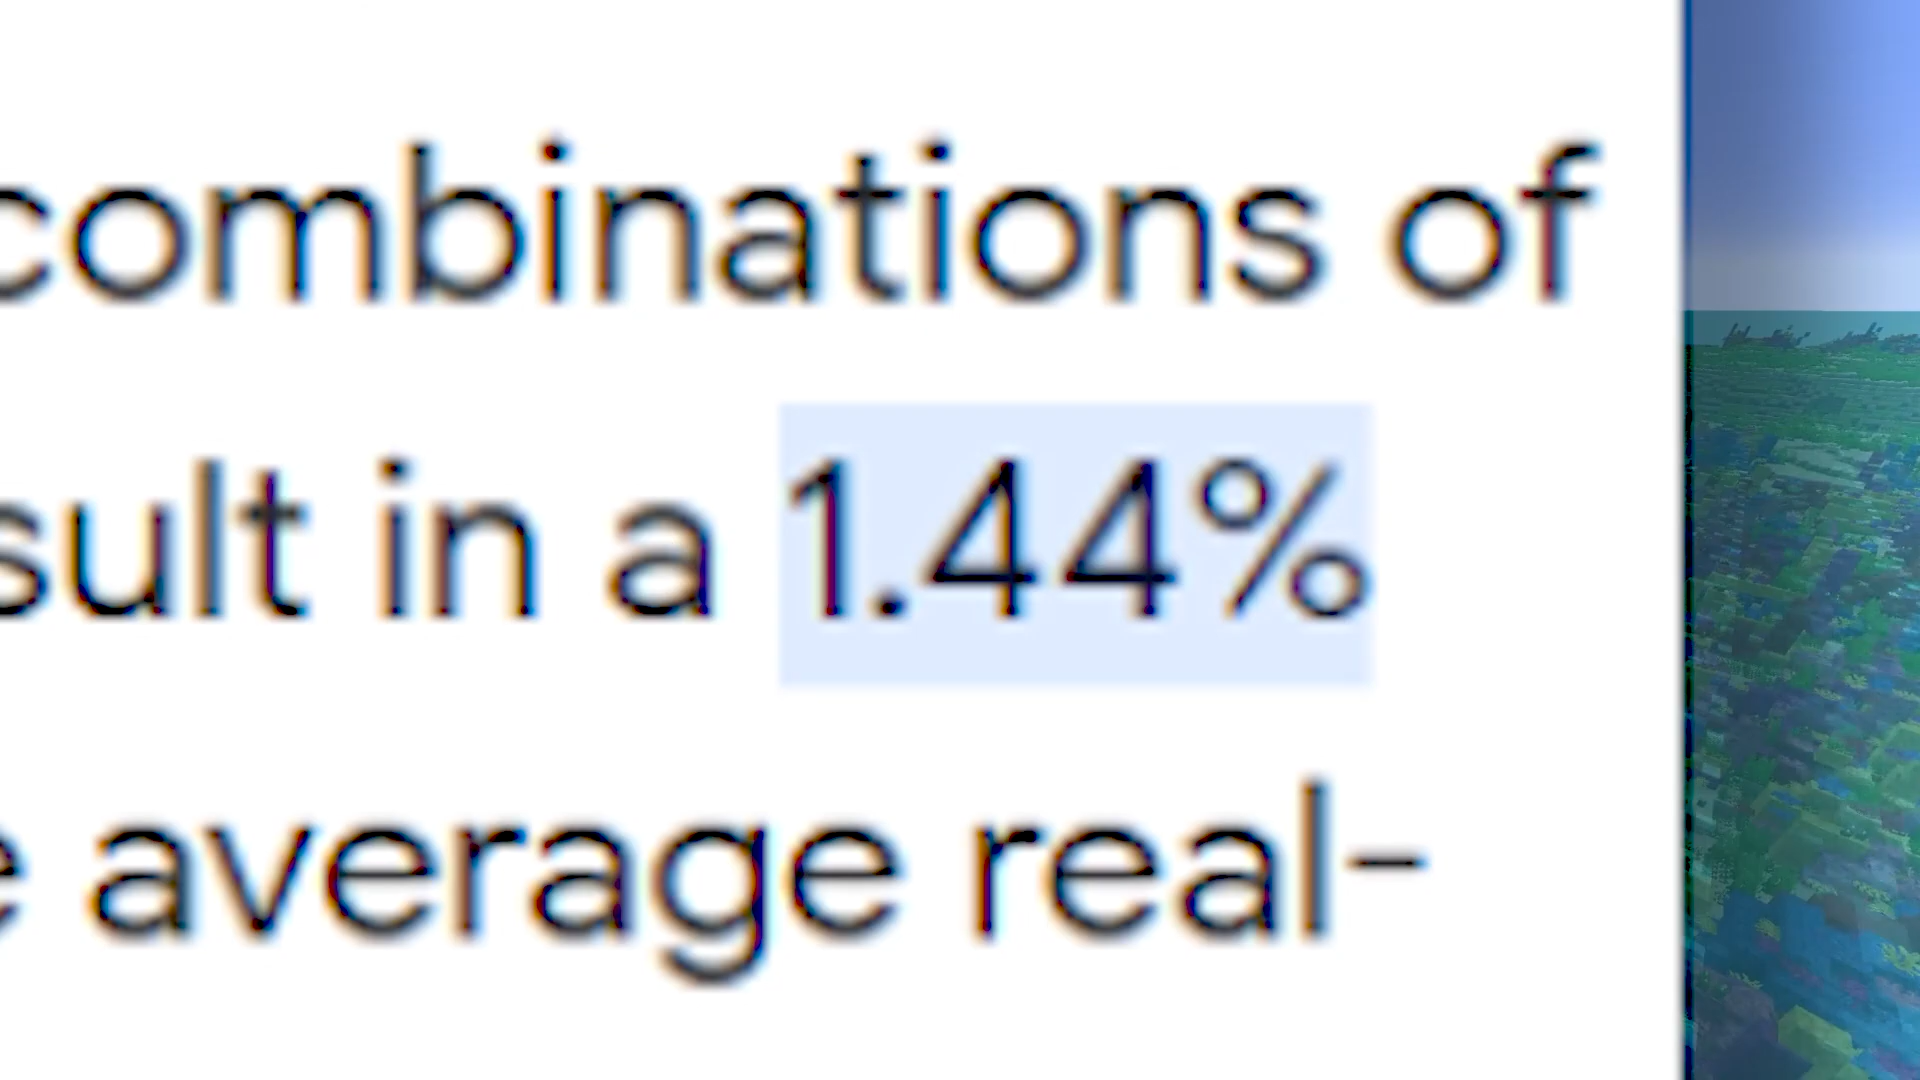 combinations of
sult in a 1.44%
e average real-